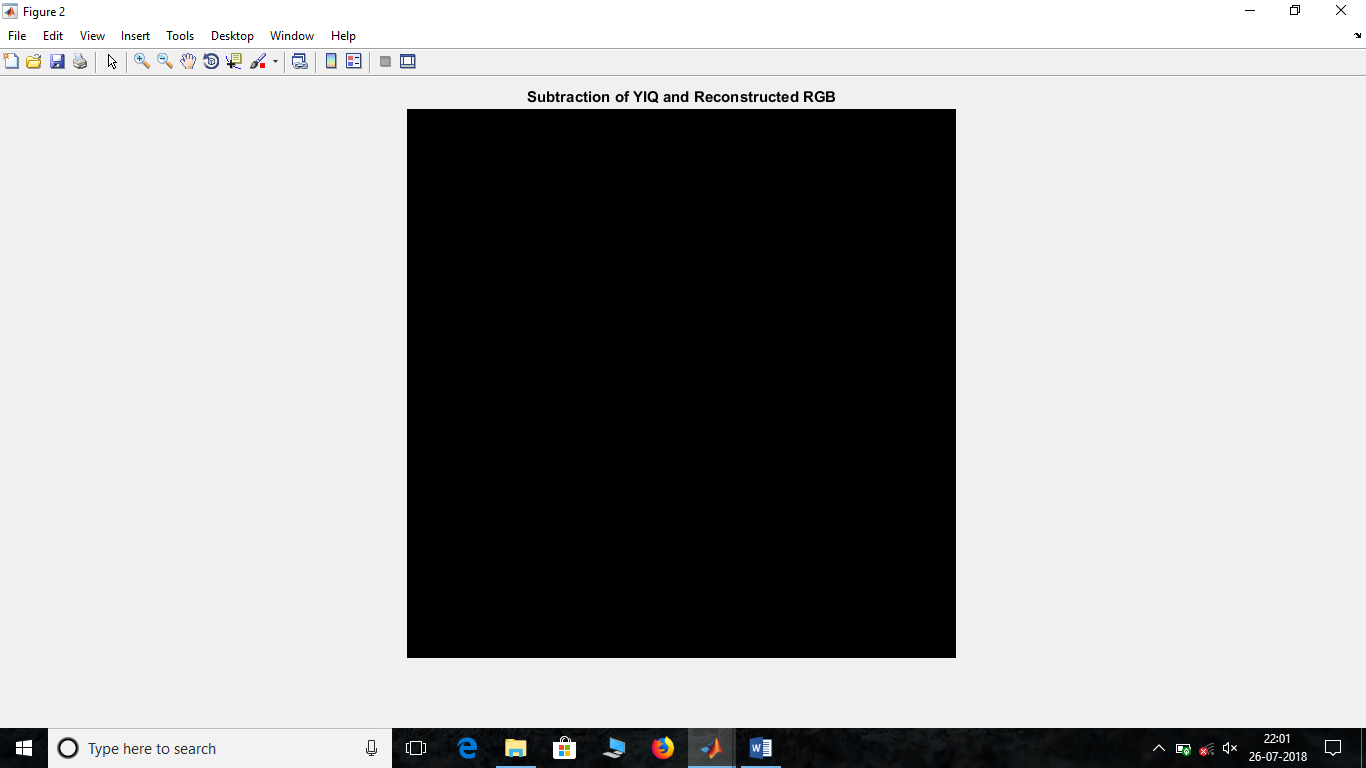 Figure 2
File Edit View Insert Tools Desktop Window Help
Subtraction of YIQ and Reconstructed RGB
Type here to search
22:01
26-07-2018